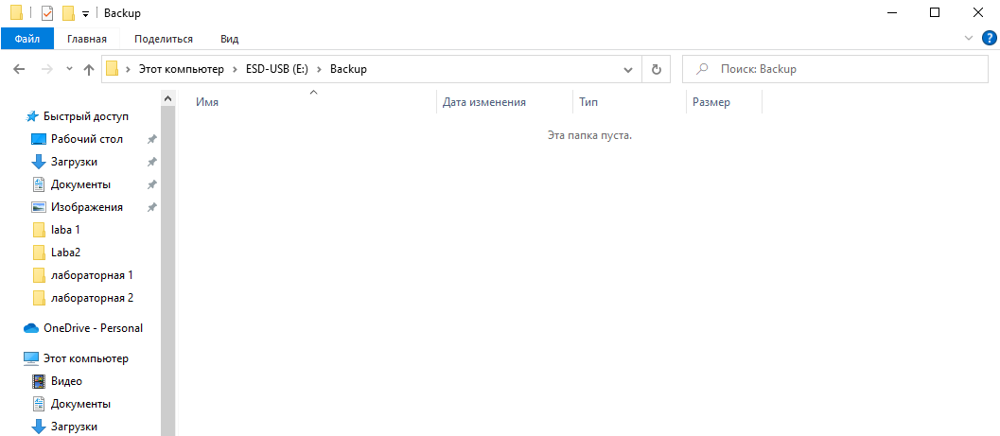 Backup
Файл Главная Поделиться Вид
Этот компьютер ESD-USB (E:) Backup Поиск: Backup
Имя Дата изменения Тип Размер
Эта папка пуста.
Быстрый доступ
Рабочий стол
Загрузки
Документы
Изображения
laba 1
Laba2
лабораторная 1
лабораторная 2
OneDrive - Personal
Этот компьютер
Видео
Документы
Загрузки